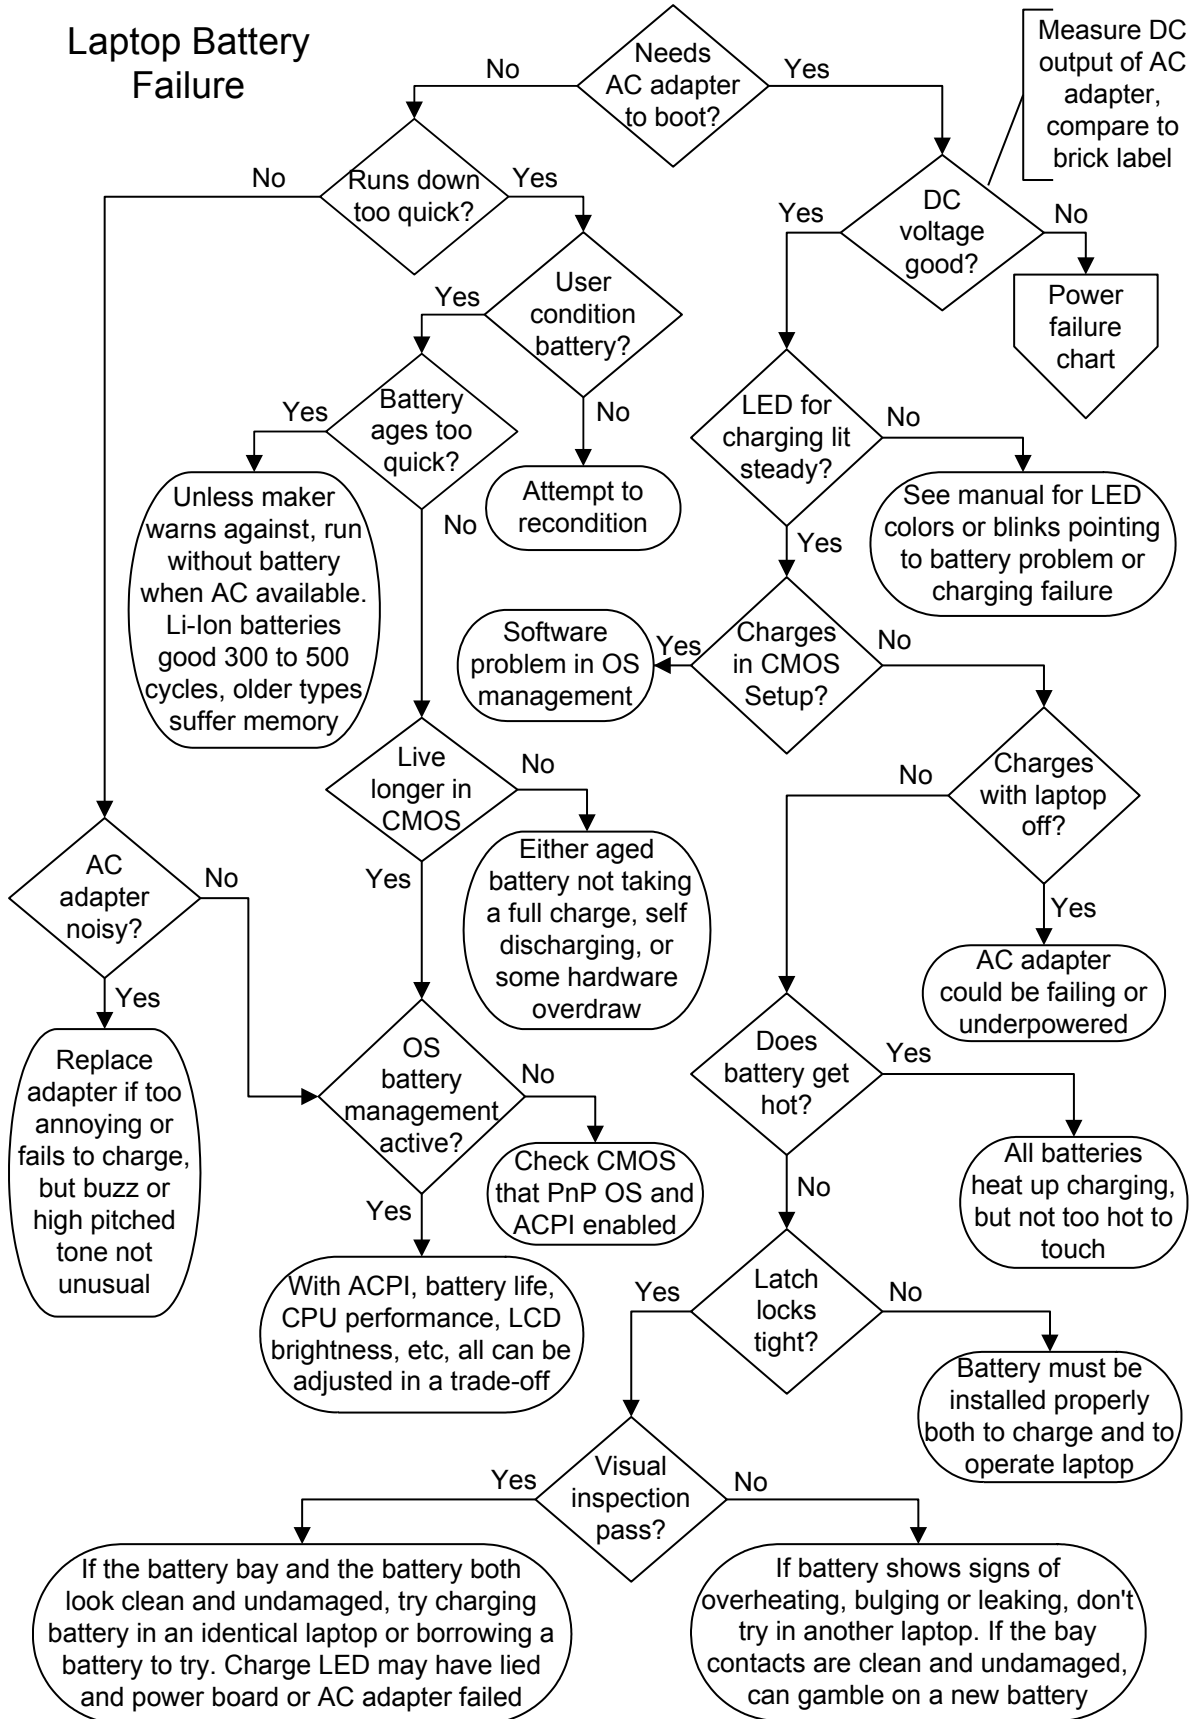 Laptop Battery
Failure
Needs
AC adapter
to boot?
No
Yes
Measure DC
output of AC
adapter,
compare to
brick label
Runs down
too quick?
No
Yes
DC
voltage
good?
Yes
No
Power
failure
chart
User
condition
battery?
Yes
No
Attempt to
recondition
Battery
ages too
quick?
Yes
No
Unless maker
warns against, run
without battery
when AC available.
Li-Ion batteries
good 300 to 500
cycles, older types
suffer memory
LED for
charging lit
steady?
No
Yes
See manual for LED
colors or blinks pointing
to battery problem or
charging failure
Charges
in CMOS
Setup?
Yes
No
Software
problem in OS
management
Live
longer in
CMOS
No
Yes
Either aged
battery not taking
a full charge, self
discharging, or
some hardware
overdraw
Charges
with laptop
off?
No
Yes
AC adapter
could be failing or
underpowered
AC
adapter
noisy?
No
Yes
Replace
adapter if too
annoying or
fails to charge,
but buzz or
high pitched
tone not
unusual
OS
battery
management
active?
No
Yes
Check CMOS
that PnP OS and
ACPI enabled
With ACPI, battery life,
CPU performance, LCD
brightness, etc, all can be
adjusted in a trade-off
Does
battery get
hot?
Yes
No
All batteries
heat up charging,
but not too hot to
touch
Latch
locks
tight?
Yes
No
Battery must be
installed properly
both to charge and to
operate laptop
Visual
inspection
pass?
Yes
No
If the battery bay and the battery both
look clean and undamaged, try charging
battery in an identical laptop or borrowing a
battery to try. Charge LED may have lied
and power board or AC adapter failed
If battery shows signs of
overheating, bulging or leaking, don't
try in another laptop. If the bay
contacts are clean and undamaged,
can gamble on a new battery